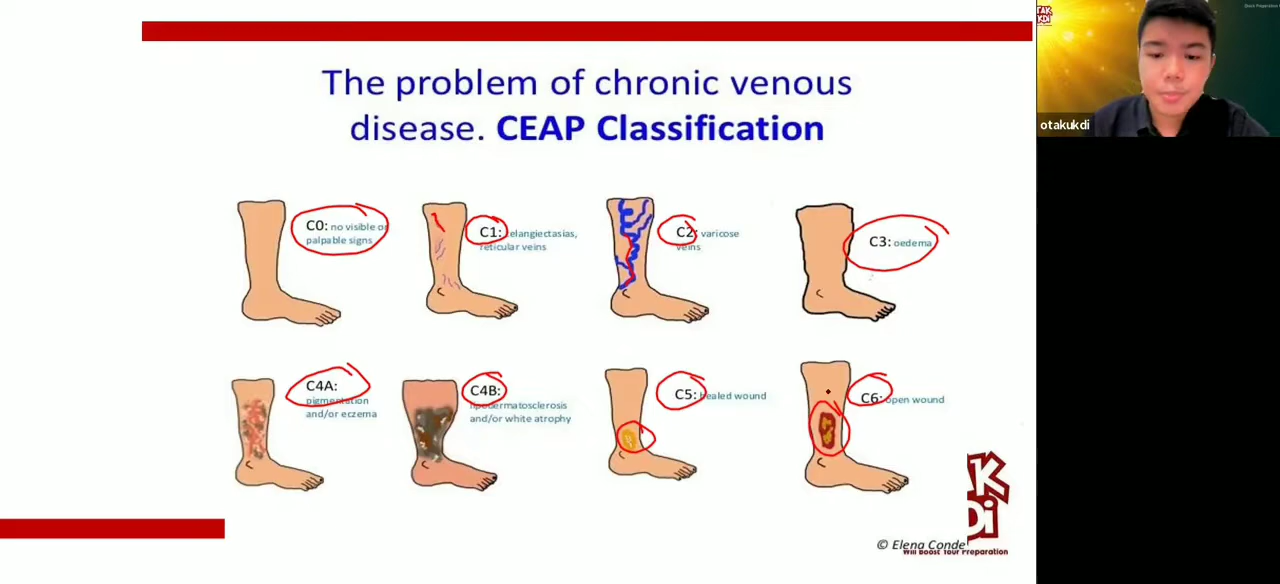 The problem of chronic venous
disease. CEAP Classification
C0: no visible or
palpable signs
C1: telangiectasias,
reticular veins
C2: varicose
veins
C3: oedema
C4A:
pigmentation
and/or eczema
C4B:
lipodermatosclerosis
and/or white atrophy
C5: healed wound
C6: open wound
© Elena Conde
Will Boost Your Preparation
otakukdi